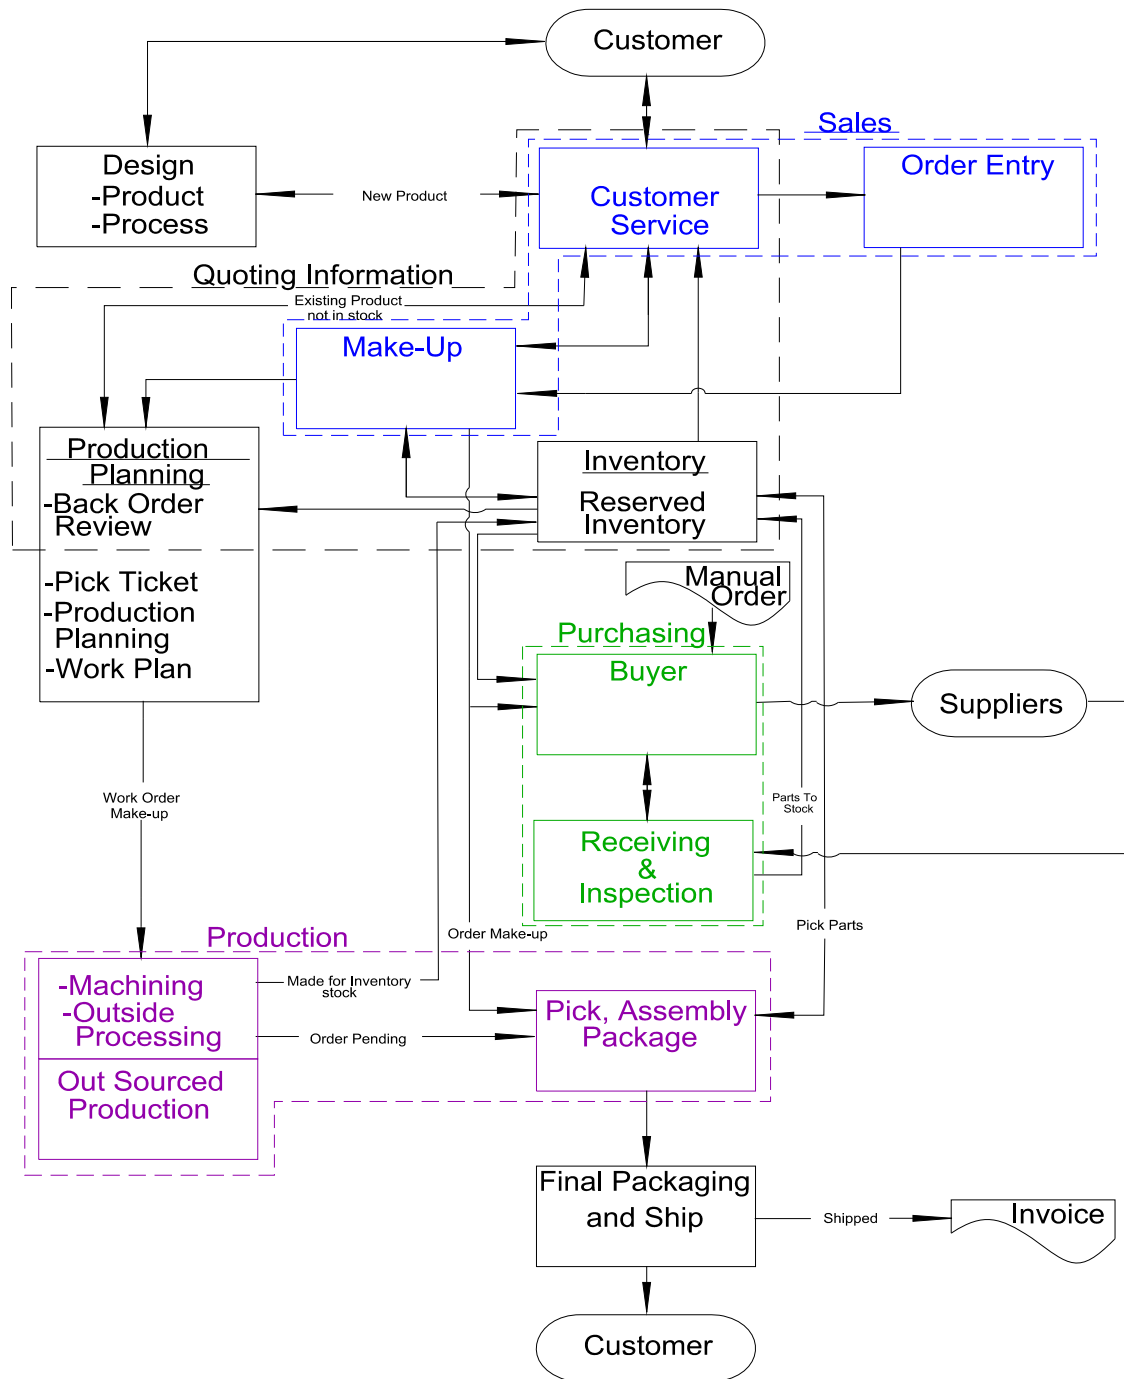 Customer
Sales
Design
-Product
-Process
New Product
Customer
Service
Order Entry
Quoting Information
Existing Product
not in stock
Make-Up
Production
Planning
-Back Order
Review
-Pick Ticket
-Production
Planning
-Work Plan
Inventory
Reserved
Inventory
Manual
Order
Purchasing
Buyer
Suppliers
Work Order
Make-up
Parts To
Stock
Receiving
&
Inspection
Pick Parts
Order Make-up
Production
-Machining
-Outside
Processing
Made for Inventory
stock
Order Pending
Pick, Assembly
Package
Out Sourced
Production
Final Packaging
and Ship
Shipped
Invoice
Customer